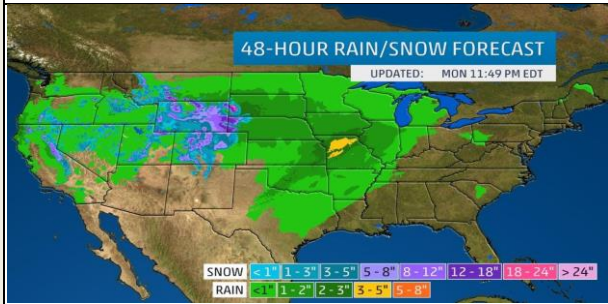 48-HOUR RAIN/SNOW FORECAST
UPDATED: MON 11:49 PM EDT
SNOW <1" 1 - 3" 3 - 5" 5 - 8" 8 - 12" 12 - 18" 18 - 24" > 24"
RAIN <1" 1 - 2" 2 - 3" 3 - 5" 5 - 8"